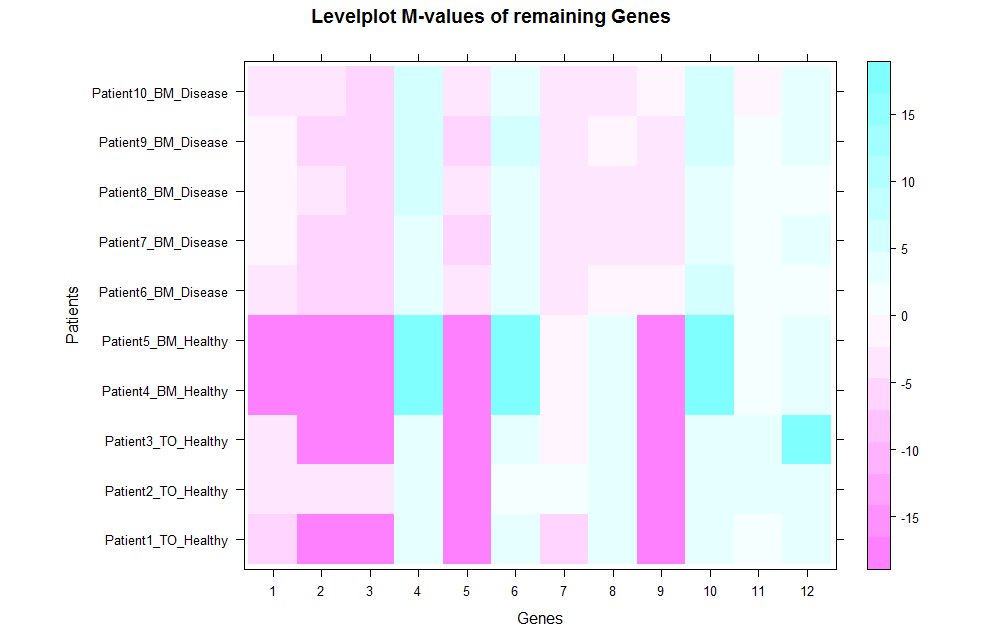 Levelplot M-values of remaining Genes
Patient10_BM_Disease
Patient9_BM_Disease
Patient8_BM_Disease
Patient7_BM_Disease
Patient6_BM_Disease
Patient5_BM_Healthy
Patient4_BM_Healthy
Patient3_TO_Healthy
Patient2_TO_Healthy
Patient1_TO_Healthy
Patients
1 2 3 4 5 6 7 8 9 10 11 12
Genes
15
10
5
0
-5
-10
-15